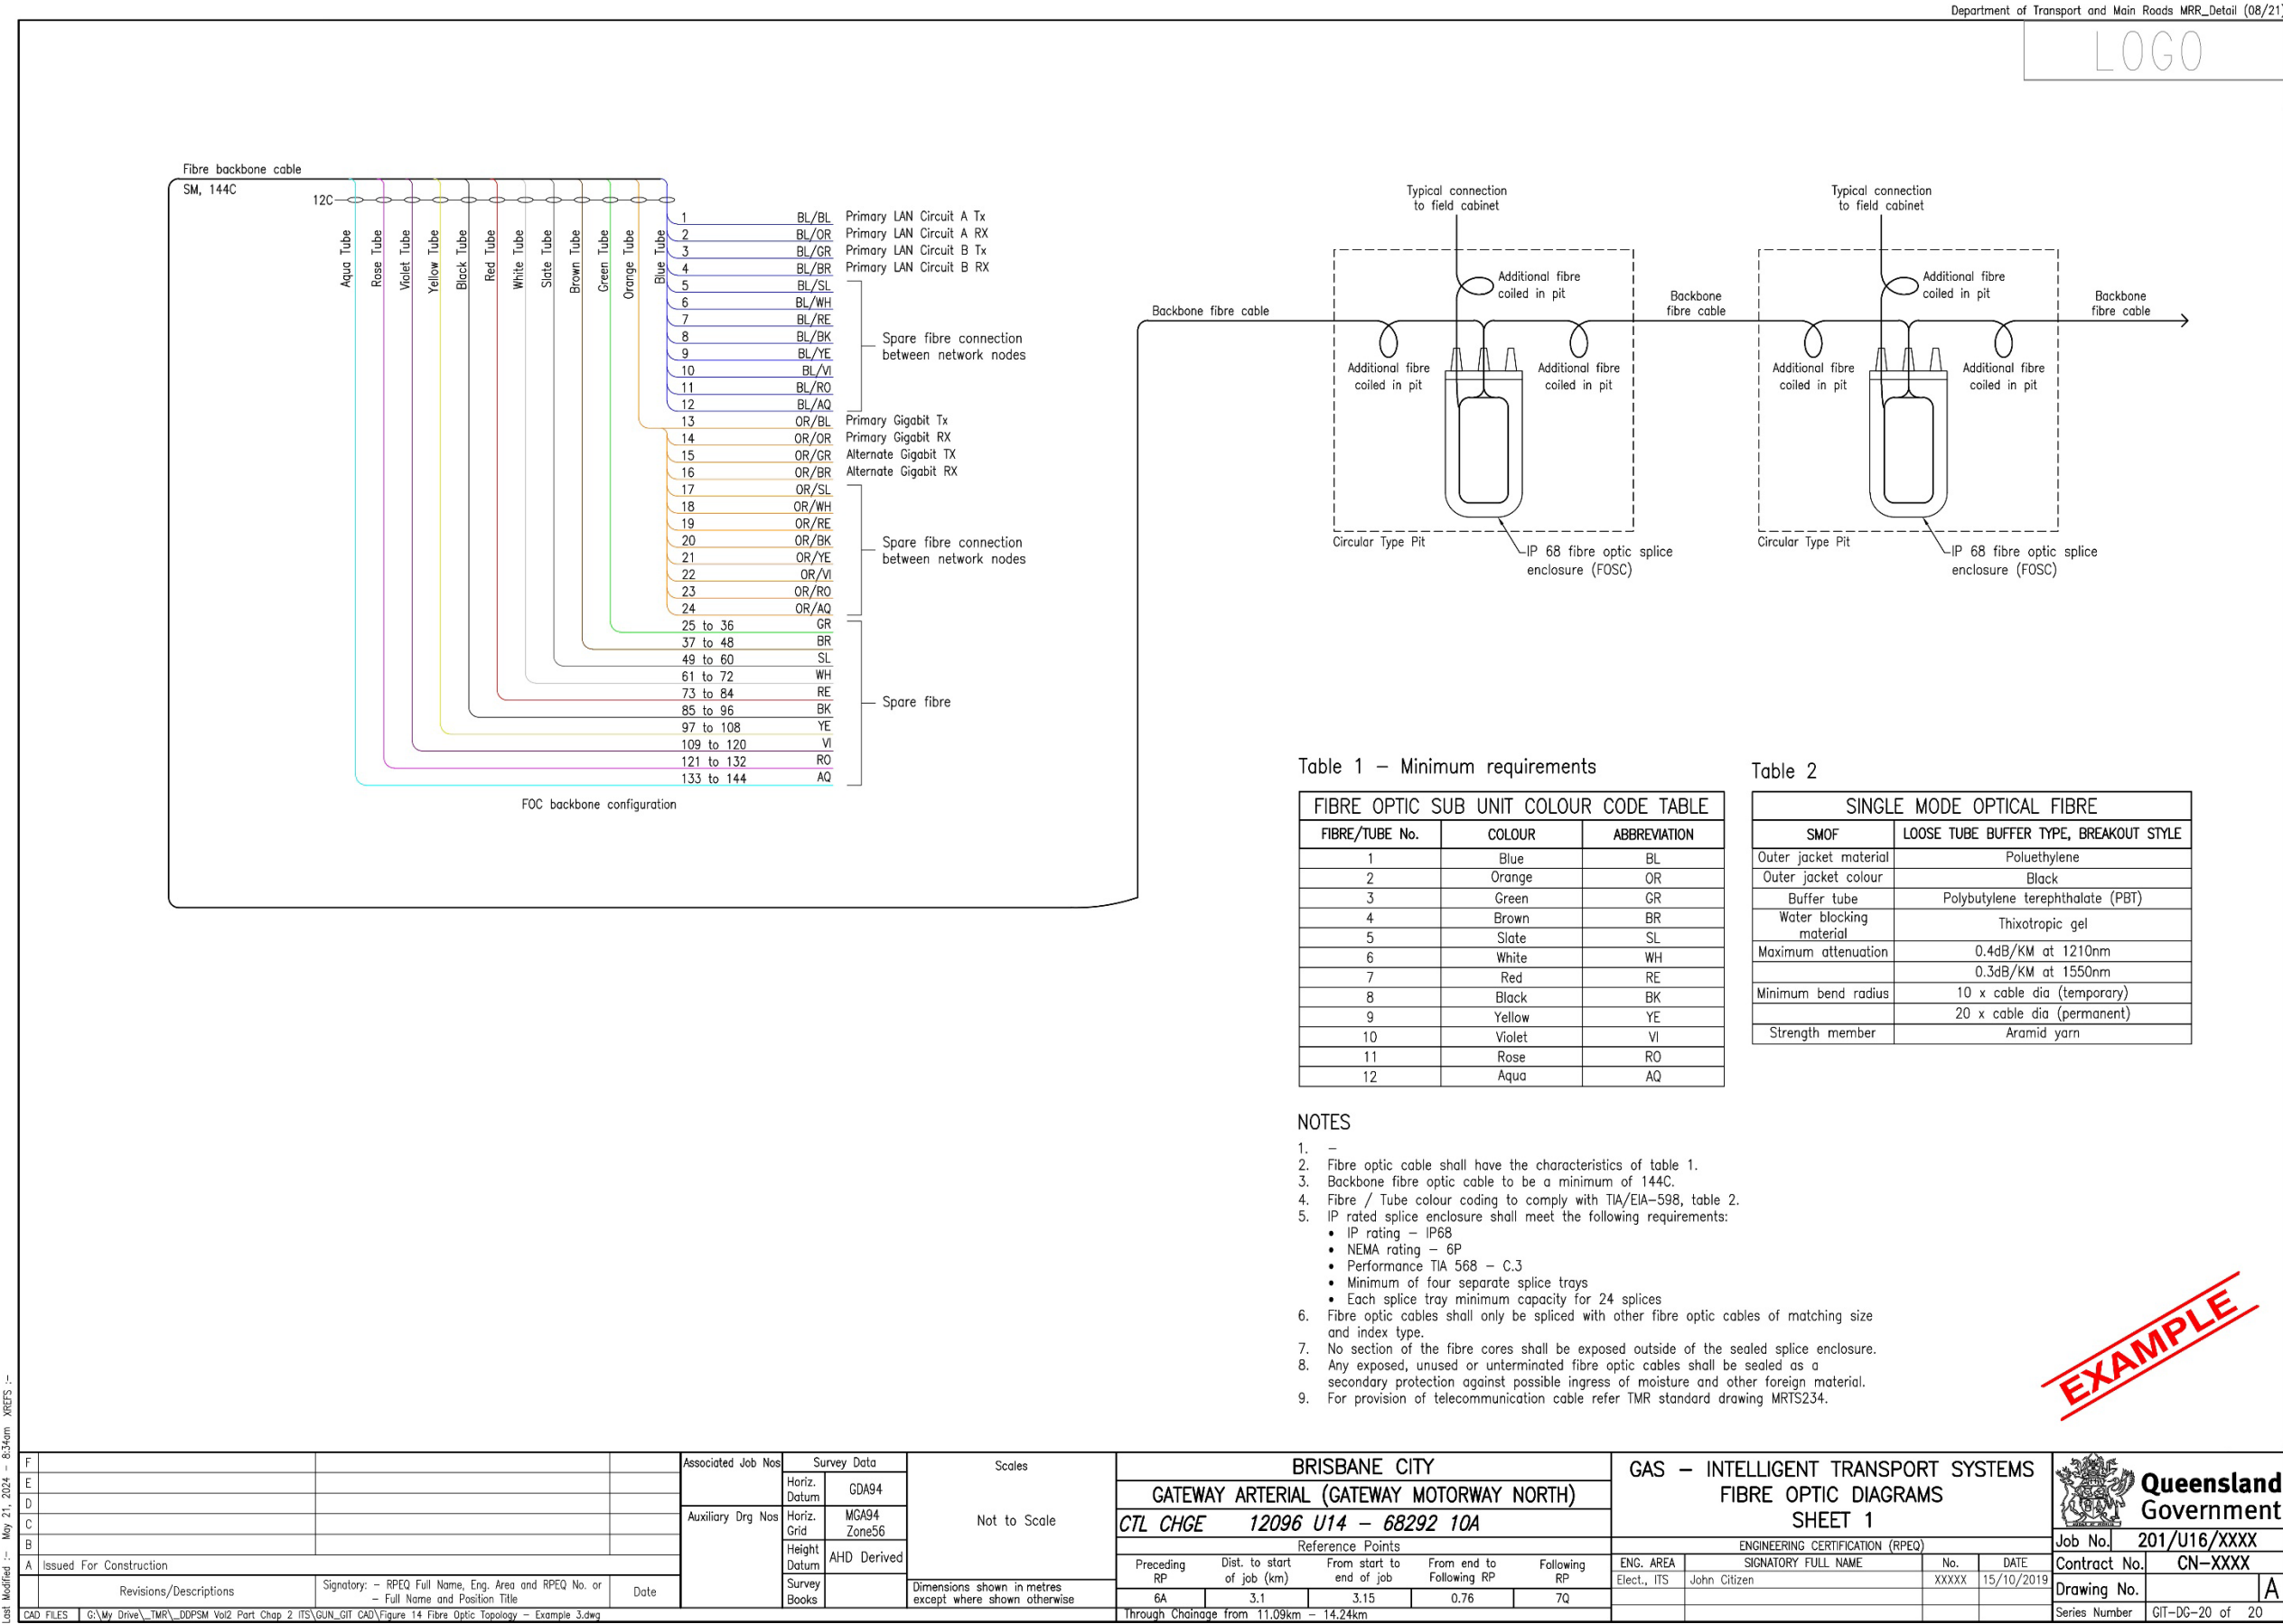 Department of Transport and Main Roads MRR_Detail (08/21)
LOGO
Fibre backbone cable
SM, 144C
12C
Aqua Tube
Rose Tube
Violet Tube
Yellow Tube
Black Tube
Red Tube
White Tube
Slate Tube
Brown Tube
Green Tube
Orange Tube
Blue Tube
1 BL/BL Primary LAN Circuit A Tx
2 BL/OR Primary LAN Circuit A RX
3 BL/GR Primary LAN Circuit B Tx
4 BL/BR Primary LAN Circuit B RX
5 BL/SL
6 BL/WH
7 BL/RE
8 BL/BK
9 BL/YE
10 BL/VI
11 BL/RO
12 BL/AQ
Spare fibre connection
between network nodes
13 OR/BL Primary Gigabit Tx
14 OR/OR Primary Gigabit RX
15 OR/GR Alternate Gigabit TX
16 OR/BR Alternate Gigabit RX
17 OR/SL
18 OR/WH
19 OR/RE
20 OR/BK
21 OR/YE
22 OR/VI
23 OR/RO
24 OR/AQ
Spare fibre connection
between network nodes
25 to 36 GR
37 to 48 BR
49 to 60 SL
61 to 72 WH
73 to 84 RE
85 to 96 BK
97 to 108 YE
109 to 120 VI
121 to 132 RO
133 to 144 AQ
Spare fibre
FOC backbone configuration
Backbone fibre cable
Typical connection
to field cabinet
Additional fibre
coiled in pit
Additional fibre
coiled in pit
Additional fibre
coiled in pit
Circular Type Pit
IP 68 fibre optic splice
enclosure (FOSC)
Backbone
fibre cable
Typical connection
to field cabinet
Additional fibre
coiled in pit
Additional fibre
coiled in pit
Additional fibre
coiled in pit
Circular Type Pit
IP 68 fibre optic splice
enclosure (FOSC)
Backbone
fibre cable
Table 1 – Minimum requirements
FIBRE OPTIC SUB UNIT COLOUR CODE TABLE
FIBRE/TUBE No. COLOUR ABBREVIATION
1 Blue BL
2 Orange OR
3 Green GR
4 Brown BR
5 Slate SL
6 White WH
7 Red RE
8 Black BK
9 Yellow YE
10 Violet VI
11 Rose RO
12 Aqua AQ
Table 2
SINGLE MODE OPTICAL FIBRE
SMOF LOOSE TUBE BUFFER TYPE, BREAKOUT STYLE
Outer jacket material Poluethylene
Outer jacket colour Black
Buffer tube Polybutylene terephthalate (PBT)
Water blocking
material Thixotropic gel
Maximum attenuation 0.4dB/KM at 1210nm
0.3dB/KM at 1550nm
Minimum bend radius 10 x cable dia (temporary)
20 x cable dia (permanent)
Strength member Aramid yarn
NOTES
1. –
2. Fibre optic cable shall have the characteristics of table 1.
3. Backbone fibre optic cable to be a minimum of 144C.
4. Fibre / Tube colour coding to comply with TIA/EIA–598, table 2.
5. IP rated splice enclosure shall meet the following requirements:
• IP rating – IP68
• NEMA rating – 6P
• Performance TIA 568 – C.3
• Minimum of four separate splice trays
• Each splice tray minimum capacity for 24 splices
6. Fibre optic cables shall only be spliced with other fibre optic cables of matching size
and index type.
7. No section of the fibre cores shall be exposed outside of the sealed splice enclosure.
8. Any exposed, unused or unterminated fibre optic cables shall be sealed as a
secondary protection against possible ingress of moisture and other foreign material.
9. For provision of telecommunication cable refer TMR standard drawing MRTS234.
EXAMPLE
Last Modified :– May 21, 2024 – 8:34am XREFS :–
F
E
D
C
B
A Issued For Construction
Revisions/Descriptions
Signatory: – RPEQ Full Name, Eng. Area and RPEQ No. or
– Full Name and Position Title
Date
CAD FILES G:\My Drive\_TMR\_DDPSM Vol2 Part Chap 2 ITS\GUN_GIT CAD\Figure 14 Fibre Optic Topology – Example 3.dwg
Associated Job Nos
Auxiliary Drg Nos
Survey Data
Horiz.
Datum GDA94
Horiz.
Grid
MGA94
Zone56
Height
Datum AHD Derived
Survey
Books
Scales
Not to Scale
Dimensions shown in metres
except where shown otherwise
BRISBANE CITY
GATEWAY ARTERIAL (GATEWAY MOTORWAY NORTH)
CTL CHGE 12096 U14 – 68292 10A
Reference Points
Preceding
RP
Dist. to start
of job (km)
From start to
end of job
From end to
Following RP
Following
RP
6A 3.1 3.15 0.76 7Q
Through Chainage from 11.09km – 14.24km
GAS – INTELLIGENT TRANSPORT SYSTEMS
FIBRE OPTIC DIAGRAMS
SHEET 1
ENGINEERING CERTIFICATION (RPEQ)
ENG. AREA SIGNATORY FULL NAME No. DATE
Elect., ITS John Citizen XXXXX 15/10/2019
Queensland
Government
Job No. 201/U16/XXXX
Contract No. CN–XXXX
Drawing No. A
Series Number GIT–DG–20 of 20